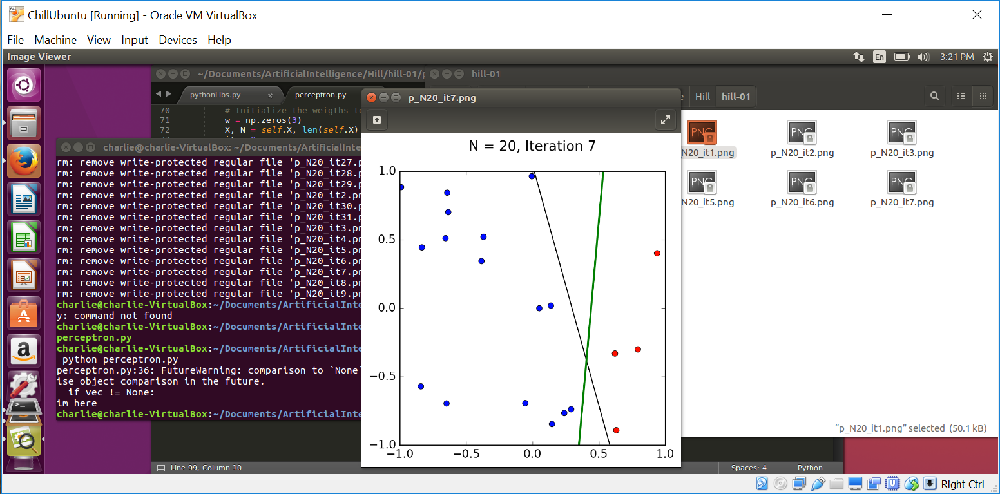 ChillUbuntu [Running] - Oracle VM VirtualBox
File Machine View Input Devices Help
Image Viewer
En
3:21 PM
~/Documents/ArtificialIntelligence/Hill/hill-01/
hill-01
pythonLibs.py ×
perceptron.py
Hill
hill-01
70 # Initialize the weigths to
71 w = np.zeros(3)
72 X, N = self.X, len(self.X)
charlie@charlie-VirtualBox: ~/Documents/ArtificialInte
rm: remove write-protected regular file 'p_N20_it27.p
rm: remove write-protected regular file 'p_N20_it28.p
rm: remove write-protected regular file 'p_N20_it29.p
rm: remove write-protected regular file 'p_N20_it2.pn
rm: remove write-protected regular file 'p_N20_it30.p
rm: remove write-protected regular file 'p_N20_it31.p
rm: remove write-protected regular file 'p_N20_it3.pn
rm: remove write-protected regular file 'p_N20_it4.pn
rm: remove write-protected regular file 'p_N20_it5.pn
rm: remove write-protected regular file 'p_N20_it6.pn
rm: remove write-protected regular file 'p_N20_it7.pn
rm: remove write-protected regular file 'p_N20_it8.pn
rm: remove write-protected regular file 'p_N20_it9.pn
charlie@charlie-VirtualBox:~/Documents/ArtificialInte
y: command not found
charlie@charlie-VirtualBox:~/Documents/ArtificialInte
perceptron.py
charlie@charlie-VirtualBox:~/Documents/ArtificialInte
python perceptron.py
perceptron.py:36: FutureWarning: comparison to `None`
ise object comparison in the future.
if vec != None:
im here
charlie@charlie-VirtualBox:~/Documents/ArtificialInte
p_N20_it7.png
N = 20, Iteration 7
1.0
0.5
0.0
−0.5
−1.0
−1.0 −0.5 0.0 0.5 1.0
PNG PNG PNG
N20_it1.png p_N20_it2.png p_N20_it3.png
PNG PNG PNG
N20_it5.png p_N20_it6.png p_N20_it7.png
“p_N20_it1.png” selected (50.1 kB)
Line 99, Column 10
Spaces: 4
Python
Right Ctrl